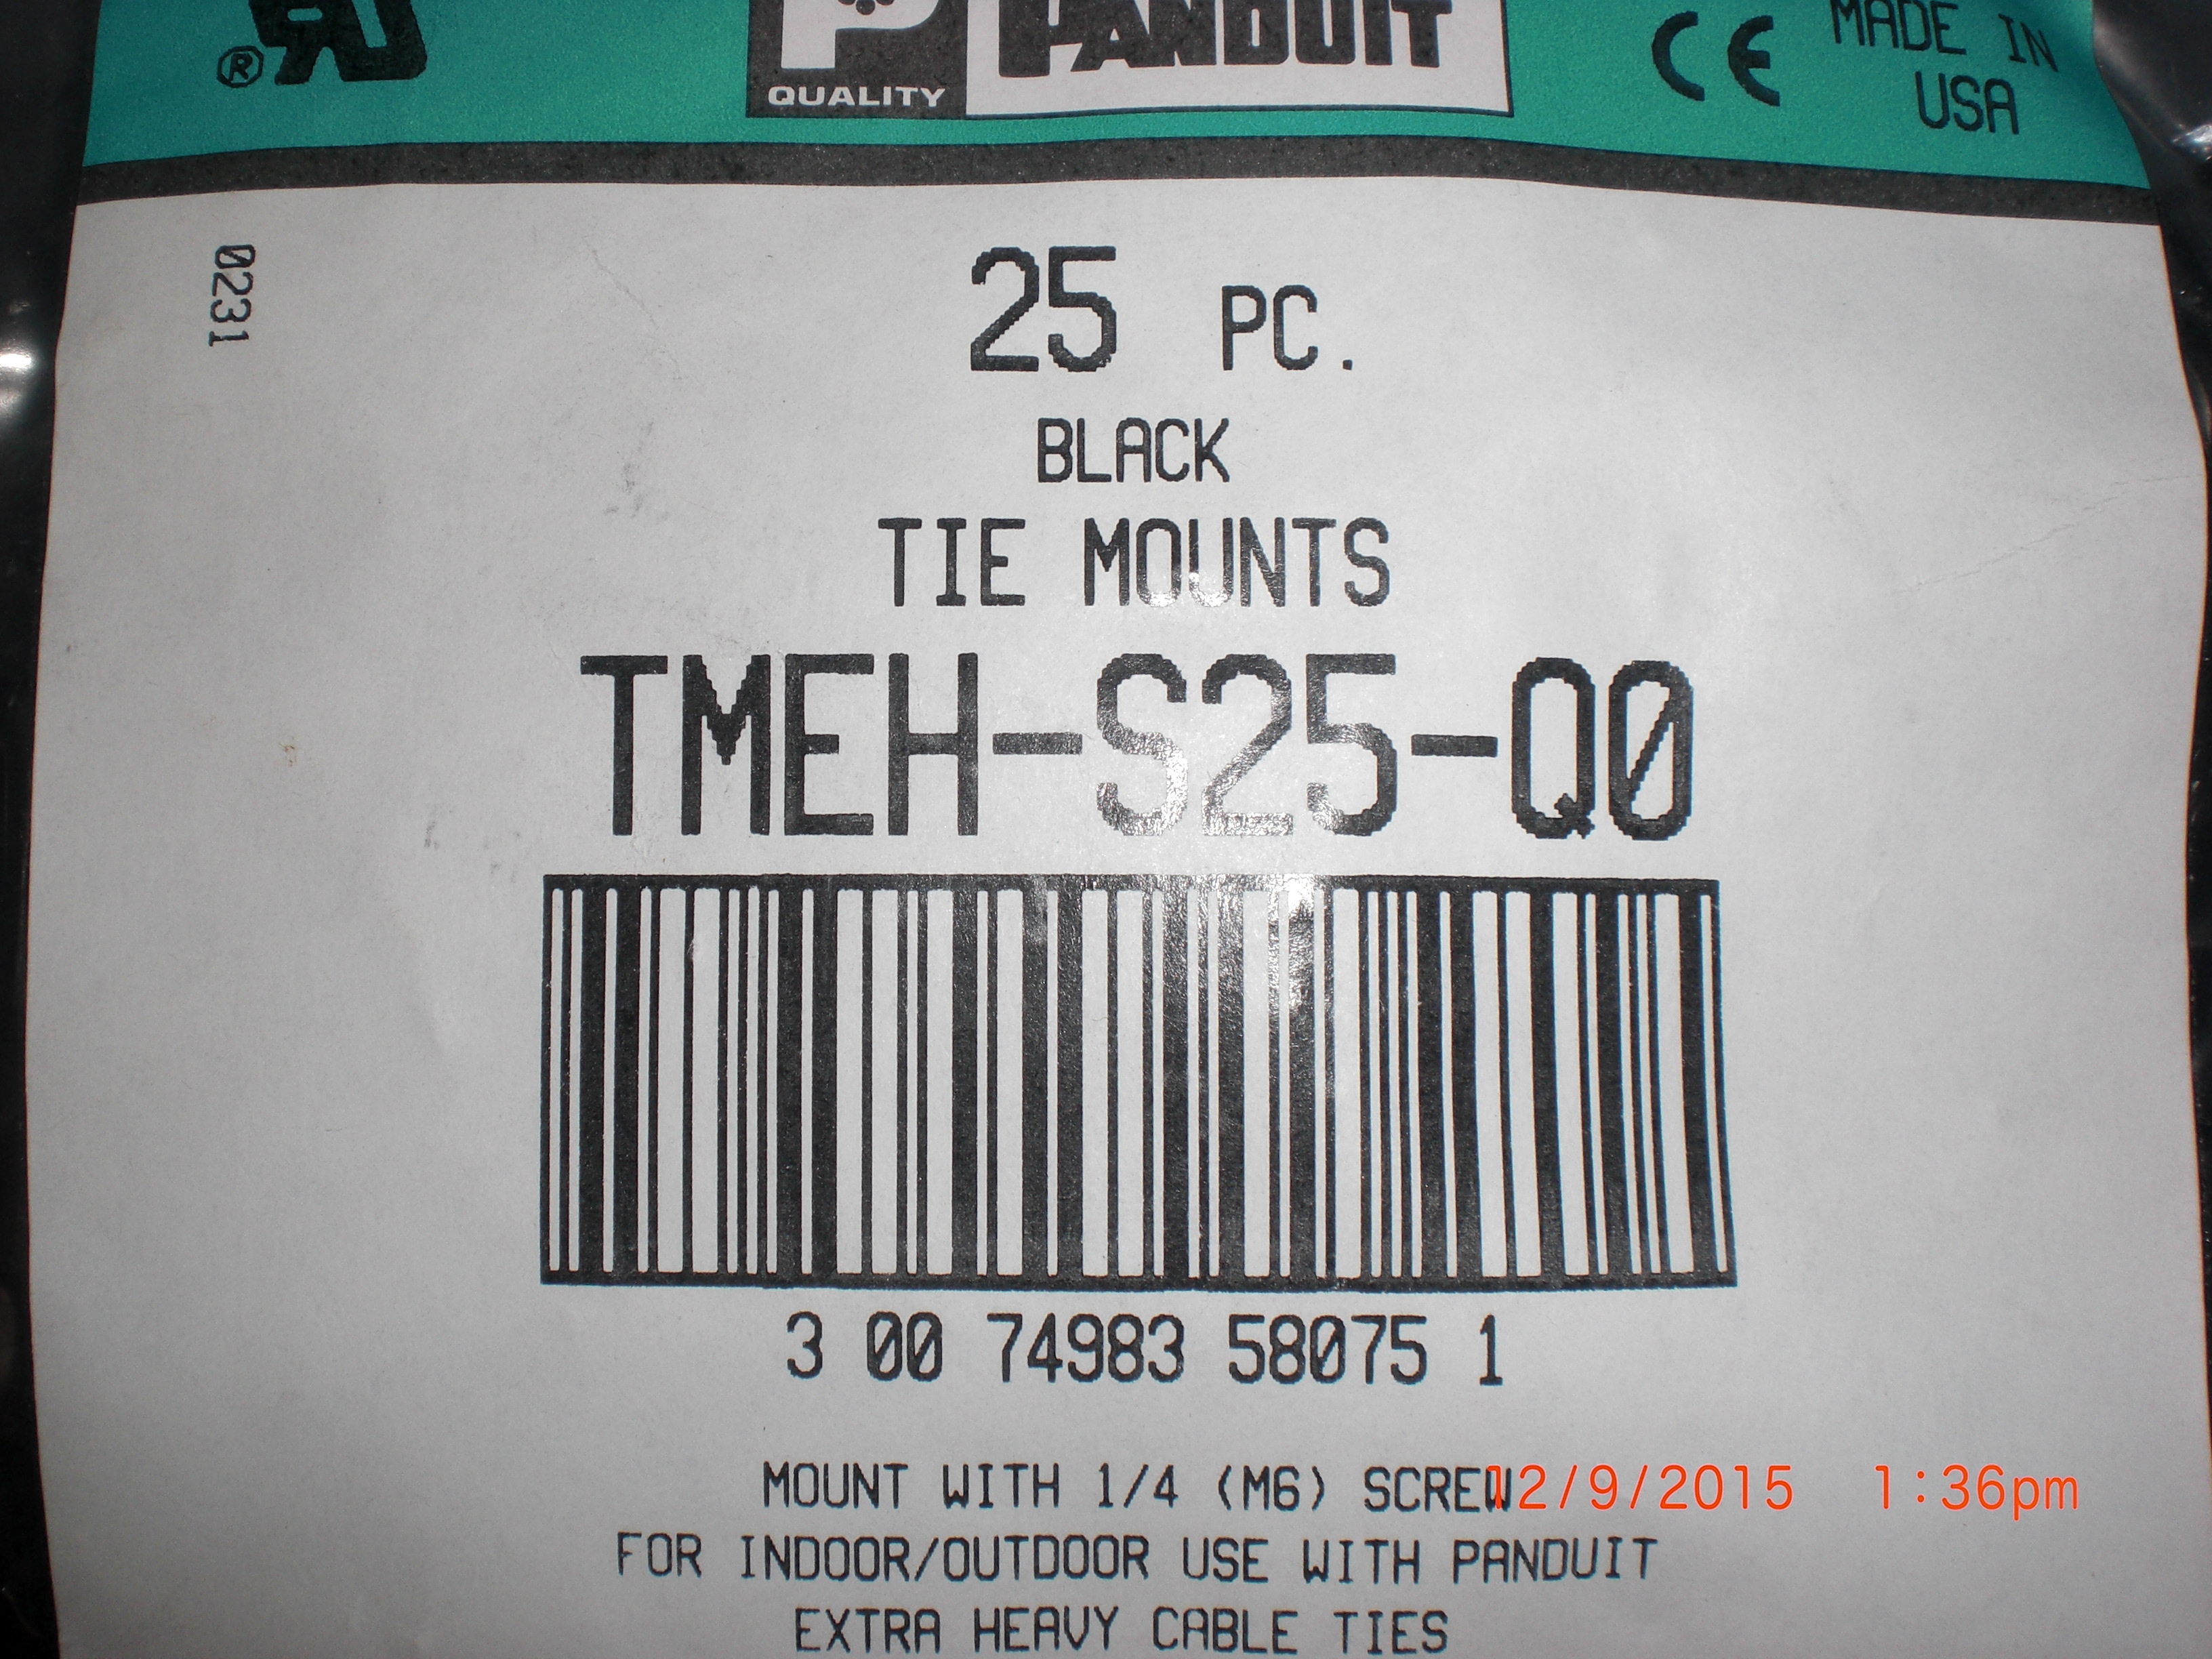 ®
QUALITY
PANDUIT
CE
MADE IN
USA
0231
25 PC.
BLACK
TIE MOUNTS
TMEH-S25-Q0
3 00 74983 58075 1
MOUNT WITH 1/4 (M6) SCREW
12/9/2015 1:36pm
FOR INDOOR/OUTDOOR USE WITH PANDUIT
EXTRA HEAVY CABLE TIES